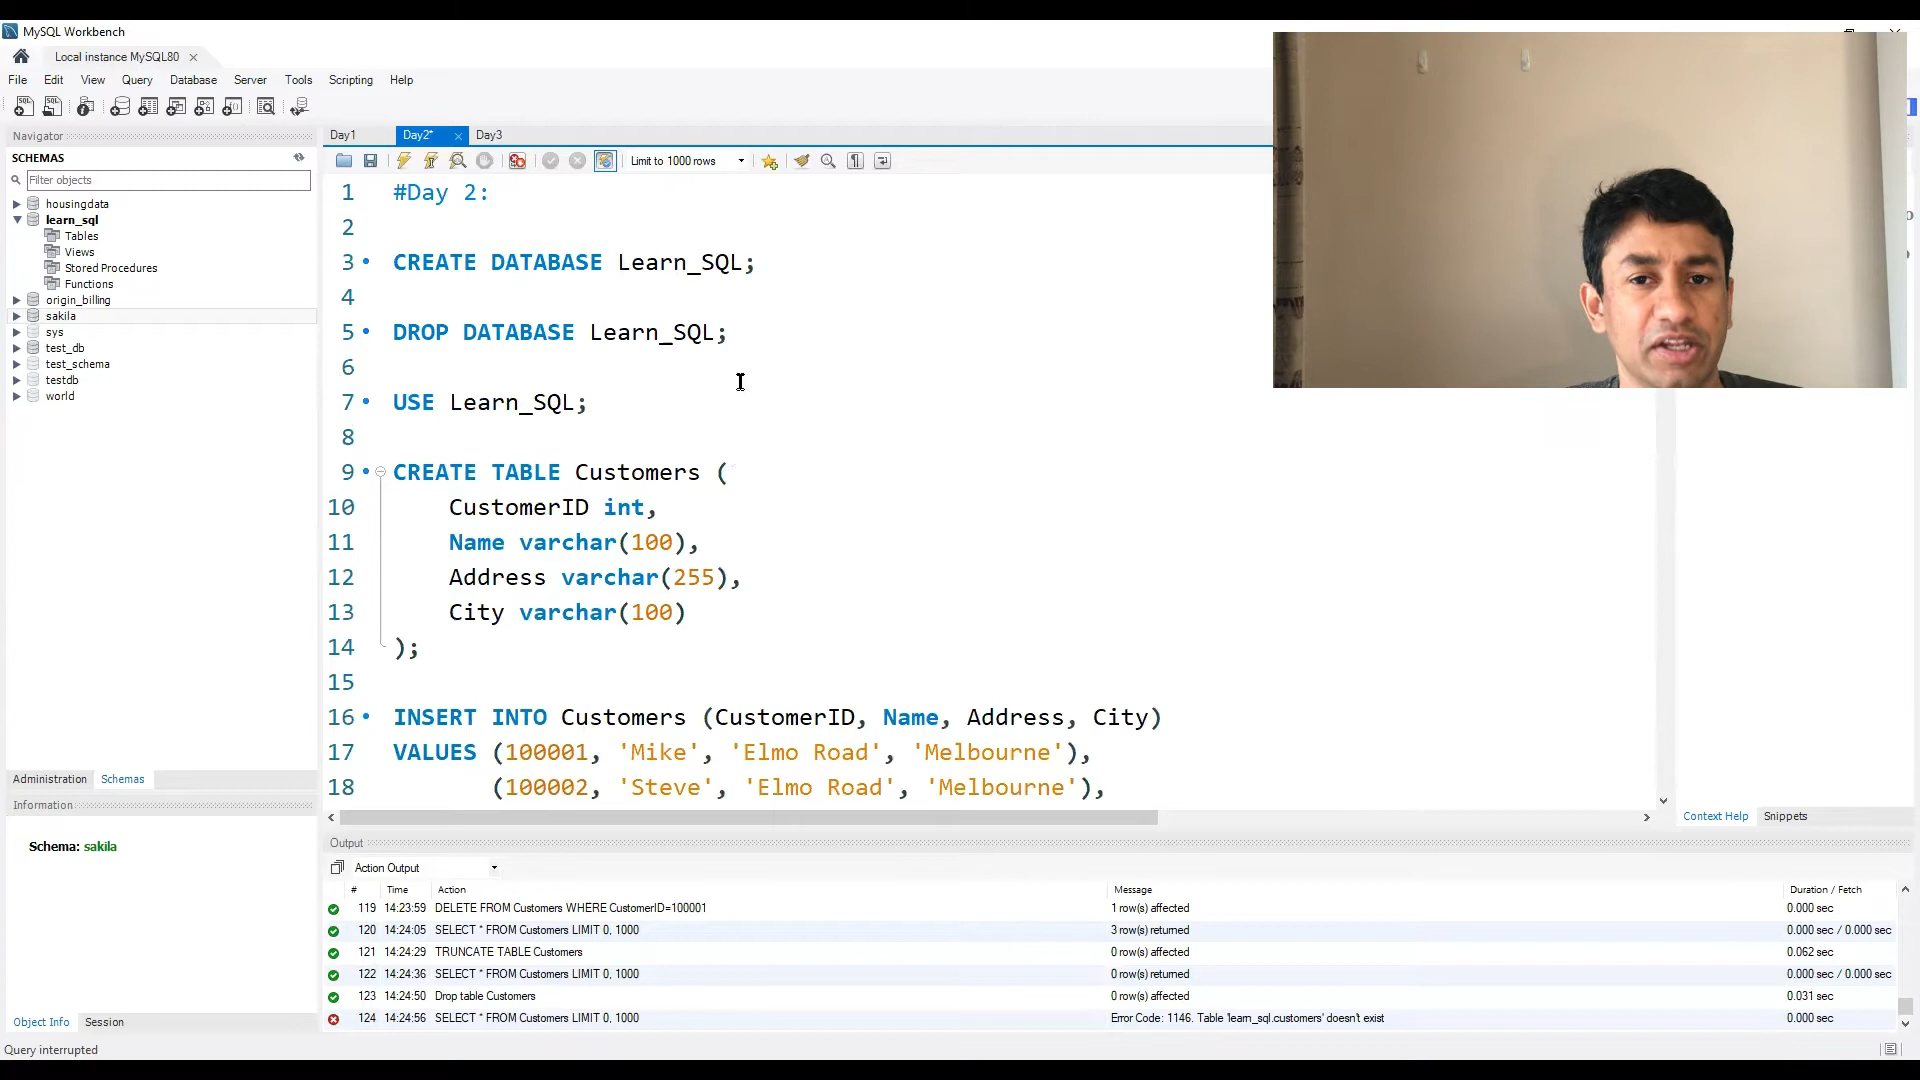 MySQL Workbench
Local instance MySQL80
File Edit View Query Database Server Tools Scripting Help
Navigator
SCHEMAS
Filter objects
housingdata
learn_sql
Tables
Views
Stored Procedures
Functions
origin_billing
sakila
sys
test_db
test_schema
testdb
world
Administration Schemas
Information
Schema: sakila
Object Info Session
Query interrupted
Day1 Day2* Day3
Limit to 1000 rows
1 #Day 2:
2
3 CREATE DATABASE Learn_SQL;
4
5 DROP DATABASE Learn_SQL;
6
7 USE Learn_SQL;
8
9 CREATE TABLE Customers (
10 CustomerID int,
11 Name varchar(100),
12 Address varchar(255),
13 City varchar(100)
14 );
15
16 INSERT INTO Customers (CustomerID, Name, Address, City)
17 VALUES (100001, 'Mike', 'Elmo Road', 'Melbourne'),
18 (100002, 'Steve', 'Elmo Road', 'Melbourne'),
Context Help Snippets
Output
Action Output
# Time Action Message Duration / Fetch
119 14:23:59 DELETE FROM Customers WHERE CustomerID=100001 1 row(s) affected 0.000 sec
120 14:24:05 SELECT * FROM Customers LIMIT 0, 1000 3 row(s) returned 0.000 sec / 0.000 sec
121 14:24:29 TRUNCATE TABLE Customers 0 row(s) affected 0.062 sec
122 14:24:36 SELECT * FROM Customers LIMIT 0, 1000 0 row(s) returned 0.000 sec / 0.000 sec
123 14:24:50 Drop table Customers 0 row(s) affected 0.031 sec
124 14:24:56 SELECT * FROM Customers LIMIT 0, 1000 Error Code: 1146. Table 'learn_sql.customers' doesn't exist 0.000 sec